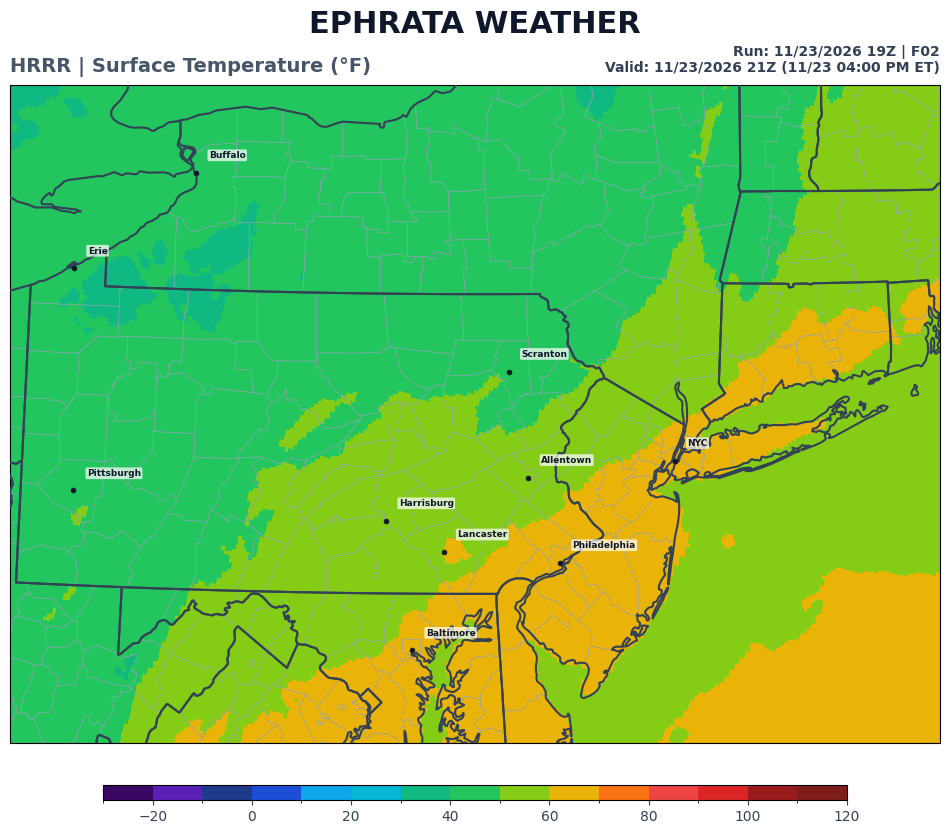 EPHRATA WEATHER
HRRR | Surface Temperature (°F)
Run: 11/23/2026 19Z | F02
Valid: 11/23/2026 21Z (11/23 04:00 PM ET)
Buffalo
Erie
Scranton
NYC
Allentown
Pittsburgh
Harrisburg
Lancaster
Philadelphia
Baltimore
−20 0 20 40 60 80 100 120